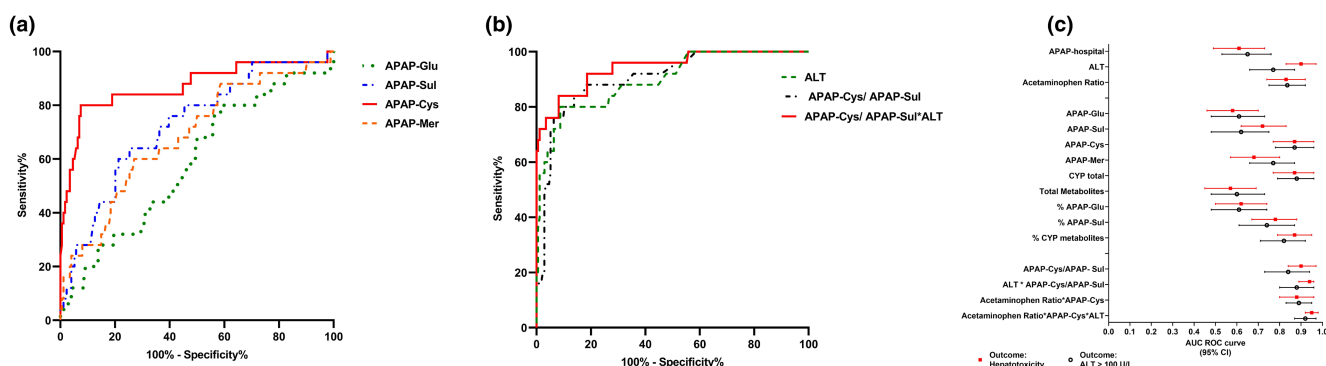 (a)
100
80
60
40
20
0
0 20 40 60 80 100
Sensitivity%
100% - Specificity%
APAP-Glu
APAP-Sul
APAP-Cys
APAP-Mer
(b)
100
80
60
40
20
0
0 20 40 60 80 100
Sensitivity%
100% - Specificity%
ALT
APAP-Cys/ APAP-Sul
APAP-Cys/ APAP-Sul*ALT
(c)
APAP-hospital
ALT
Acetaminophen Ratio
APAP-Glu
APAP-Sul
APAP-Cys
APAP-Mer
CYP total
Total Metabolites
% APAP-Glu
% APAP-Sul
% CYP metabolites
APAP-Cys/APAP- Sul
ALT * APAP-Cys/APAP-Sul
Acetaminophen Ratio*APAP-Cys
Acetaminophen Ratio*APAP-Cys*ALT
0.0 0.1 0.2 0.3 0.4 0.5 0.6 0.7 0.8 0.9 1.0
AUC ROC curve
(95% CI)
Outcome:
Hepatotoxicity
Outcome:
ALT > 100 U/L